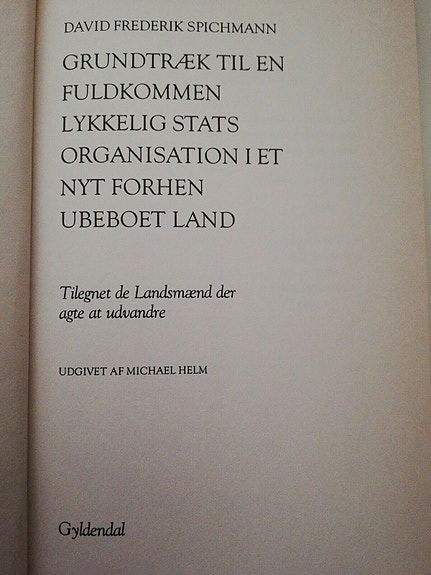 DAVID FREDERIK SPICHMANN
GRUNDTRÆK TIL EN
FULDKOMMEN
LYKKELIG STATS
ORGANISATION I ET
NYT FORHEN
UBEBOET LAND
Tilegnet de Landsmænd der
agte at udvandre
UDGIVET AF MICHAEL HELM
Gyldendal